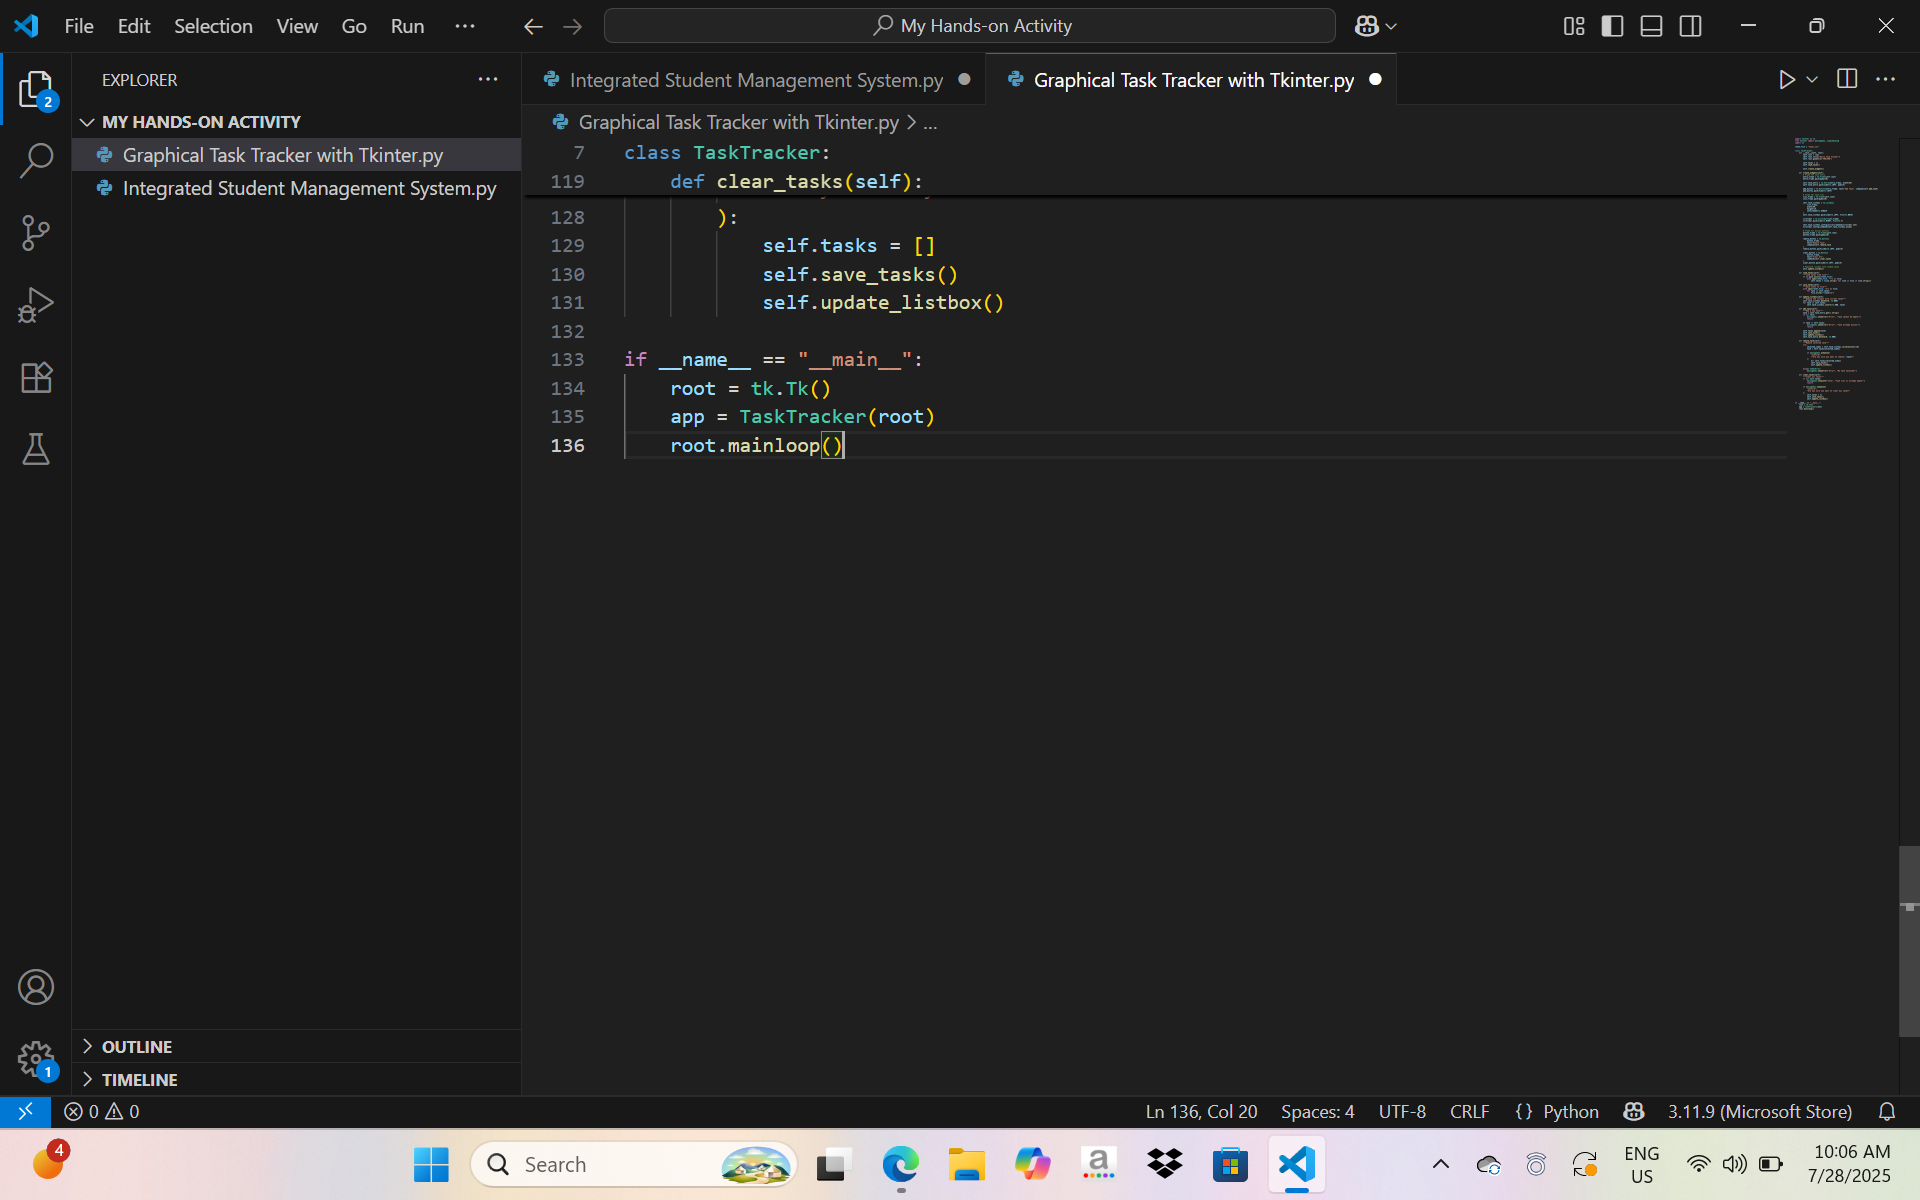 File Edit Selection View Go Run ···
My Hands-on Activity
EXPLORER
MY HANDS-ON ACTIVITY
Graphical Task Tracker with Tkinter.py
Integrated Student Management System.py
2
1
OUTLINE
TIMELINE
Integrated Student Management System.py
Graphical Task Tracker with Tkinter.py
Graphical Task Tracker with Tkinter.py > ...
7 class TaskTracker:
119 def clear_tasks(self):
128 ):
129 self.tasks = []
130 self.save_tasks()
131 self.update_listbox()
132
133 if __name__ == "__main__":
134 root = tk.Tk()
135 app = TaskTracker(root)
136 root.mainloop()
0 0
Ln 136, Col 20 Spaces: 4 UTF-8 CRLF {} Python 3.11.9 (Microsoft Store)
4
Search
a
ENG
US
10:06 AM
7/28/2025